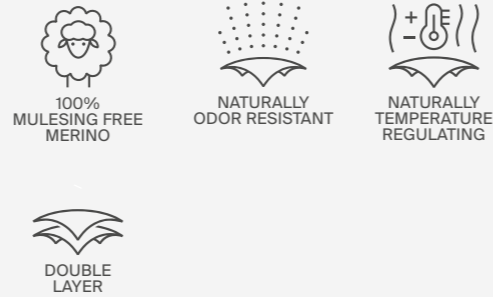 100%
MULESING FREE
MERINO
NATURALLY
ODOR RESISTANT
NATURALLY
TEMPERATURE
REGULATING
DOUBLE
LAYER